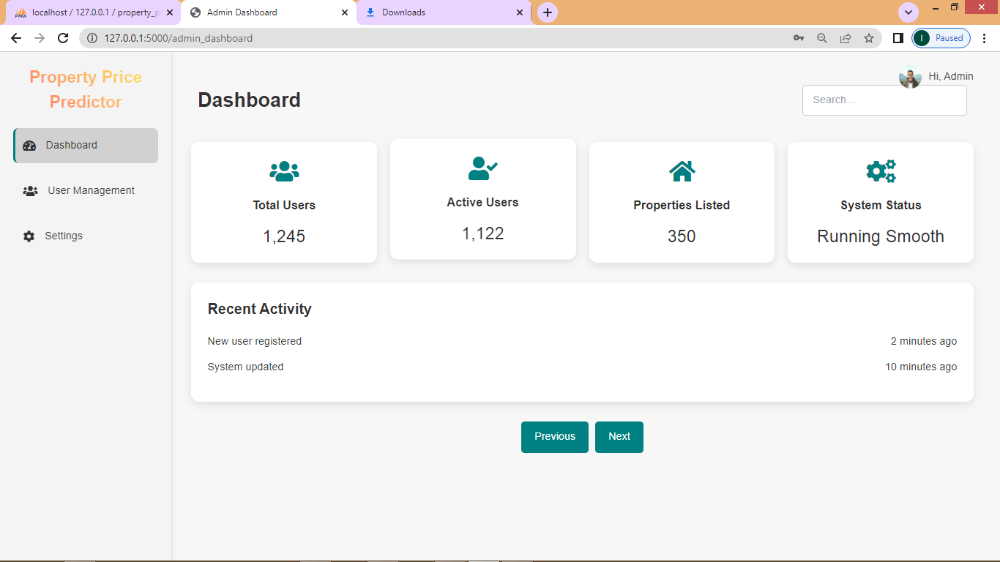 localhost / 127.0.0.1 / property_p
Admin Dashboard
Downloads
127.0.0.1:5000/admin_dashboard
I
Paused
Property Price
Predictor
Hi, Admin
Dashboard
Search...
Dashboard
User Management
Settings
Total Users
1,245
Active Users
1,122
Properties Listed
350
System Status
Running Smooth
Recent Activity
New user registered
2 minutes ago
System updated
10 minutes ago
Previous
Next